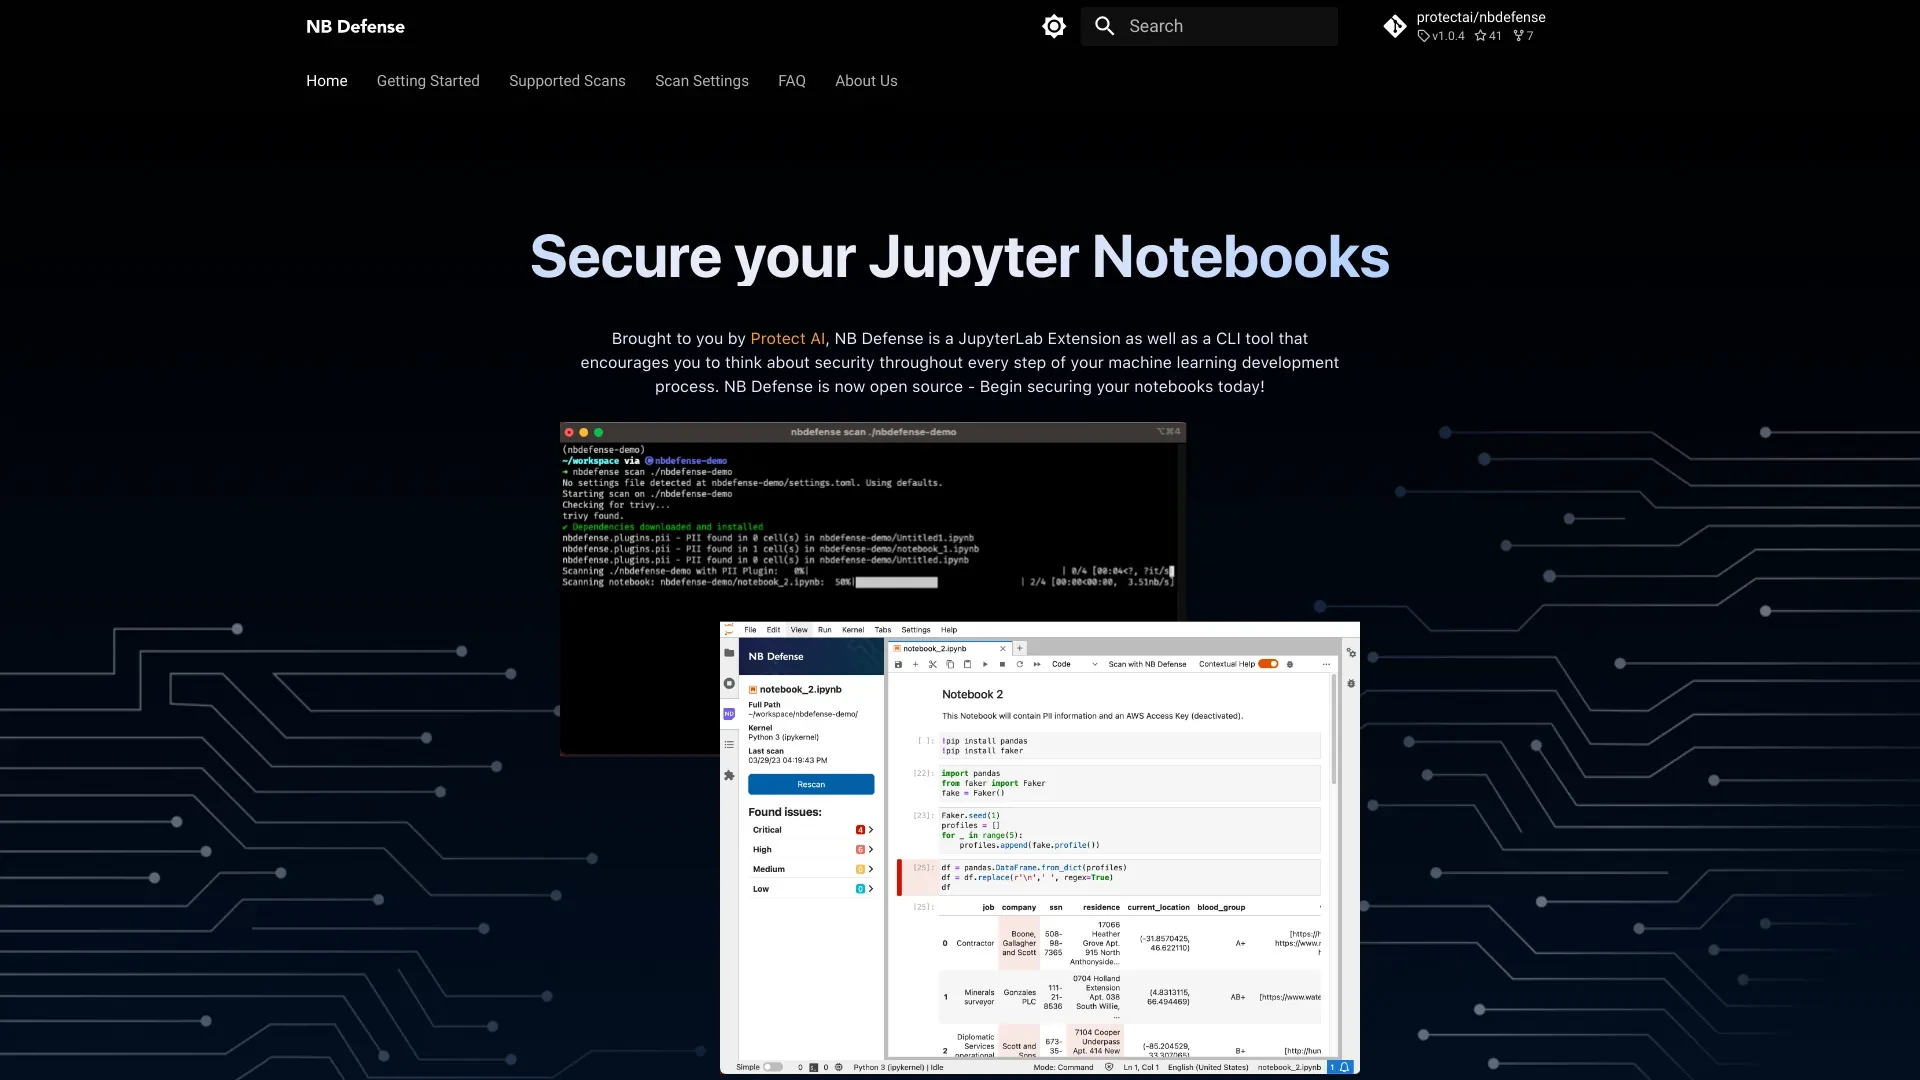 NB Defense
Search
protectai/nbdefense
v1.0.4 41 7
Home Getting Started Supported Scans Scan Settings FAQ About Us
Secure your Jupyter Notebooks
Brought to you by Protect AI, NB Defense is a JupyterLab Extension as well as a CLI tool that
encourages you to think about security throughout every step of your machine learning development
process. NB Defense is now open source - Begin securing your notebooks today!
nbdefense scan ./nbdefense-demo ⌥⌘4
(nbdefense-demo)
~/workspace via nbdefense-demo
➜ nbdefense scan ./nbdefense-demo
No settings file detected at nbdefense-demo/settings.toml. Using defaults.
Starting scan on ./nbdefense-demo
Checking for trivy...
trivy found.
✔ Dependencies downloaded and installed
nbdefense.plugins.pii - PII found in 0 cell(s) in nbdefense-demo/Untitled1.ipynb
nbdefense.plugins.pii - PII found in 1 cell(s) in nbdefense-demo/notebook_1.ipynb
nbdefense.plugins.pii - PII found in 0 cell(s) in nbdefense-demo/Untitled.ipynb
Scanning ./nbdefense-demo with PII Plugin: 0%| | 0/4 [00:04<?, ?it/s]
Scanning notebook: nbdefense-demo/notebook_2.ipynb: 50%| | 2/4 [00:00<00:00, 3.51nb/s]
File Edit View Run Kernel Tabs Settings Help
NB Defense
notebook_2.ipynb
Full Path
~/workspace/nbdefense-demo/
Kernel
Python 3 (ipykernel)
Last scan
03/29/23 04:19:43 PM
Rescan
Found issues:
Critical 4
High 6
Medium 0
Low 0
notebook_2.ipynb
Code Scan with NB Defense Contextual Help
Notebook 2
This Notebook will contain PII information and an AWS Access Key (deactivated).
[ ]: !pip install pandas
!pip install faker
[22]: import pandas
from faker import Faker
fake = Faker()
[23]: Faker.seed(1)
profiles = []
for _ in range(5):
profiles.append(fake.profile())
[25]: df = pandas.DataFrame.from_dict(profiles)
df = df.replace(r'\n',' ', regex=True)
df
[25]: job company ssn residence current_location blood_group
0 Contractor Boone, Gallagher and Scott 508-98-7365 17066 Heather Grove Apt. 915 North Anthonyside... (-31.8570425, 46.622110) A+ [https://h https://www.r
1 Minerals surveyor Gonzales PLC 111-21-8536 0704 Holland Extension Apt. 038 South Willie, ... (4.8313115, 66.494469) AB+ [https://www.wate
2 Diplomatic Services operational Scott and Sons 673-35- 7104 Cooper Underpass Apt. 414 New (-85.204529, 33.307065) B+ [http://hun
Simple 0 0 Python 3 (ipykernel) | Idle Mode: Command Ln 1, Col 1 English (United States) notebook_2.ipynb 1